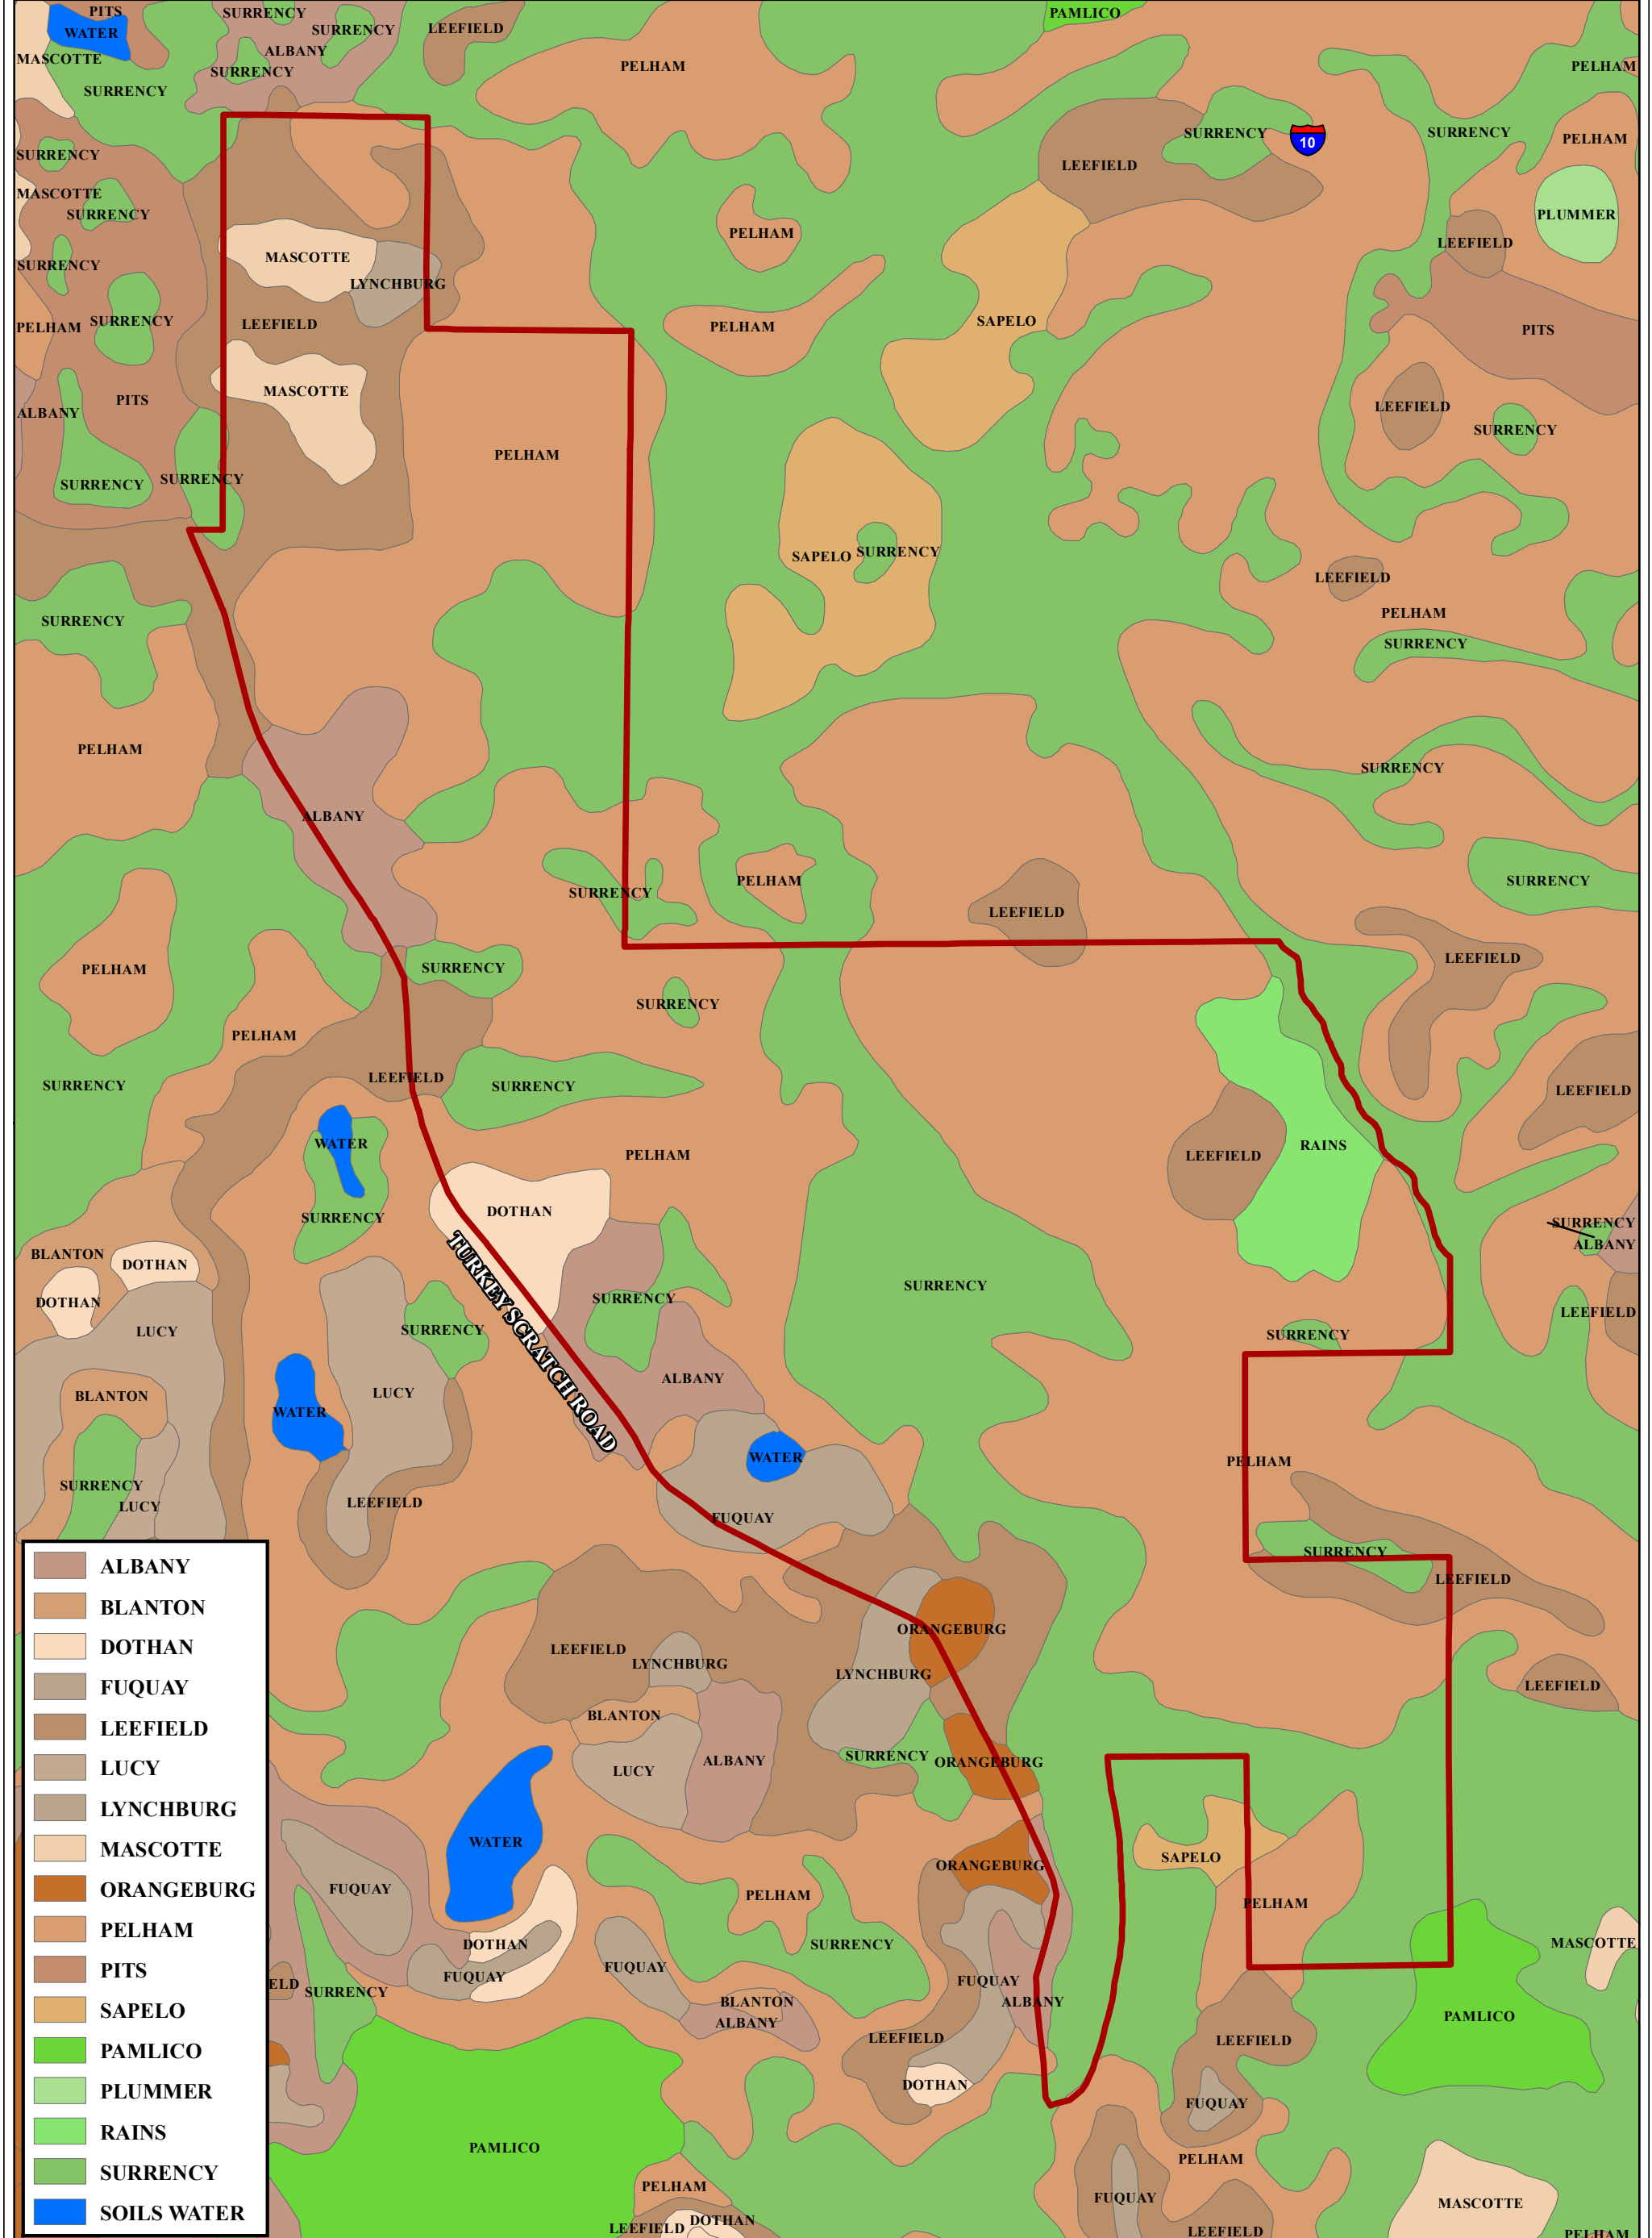 PITS
SURRENCY
PAMLICO
WATER
SURRENCY
LEEFIELD
ALBANY
MASCOTTE
SURRENCY
PELHAM
PELHAM
SURRENCY
SURRENCY
SURRENCY
10
PELHAM
SURRENCY
LEEFIELD
MASCOTTE
SURRENCY
PLUMMER
PELHAM
LEEFIELD
MASCOTTE
SURRENCY
LYNCHBURG
PELHAM
SURRENCY
LEEFIELD
PELHAM
SAPELO
PITS
MASCOTTE
PITS
ALBANY
LEEFIELD
SURRENCY
PELHAM
SURRENCY
SURRENCY
SAPELO
SURRENCY
LEEFIELD
PELHAM
SURRENCY
SURRENCY
PELHAM
SURRENCY
ALBANY
SURRENCY
PELHAM
SURRENCY
LEEFIELD
LEEFIELD
PELHAM
SURRENCY
SURRENCY
PELHAM
LEEFIELD
SURRENCY
SURRENCY
LEEFIELD
WATER
PELHAM
LEEFIELD
RAINS
DOTHAN
SURRENCY
SURRENCY
ALBANY
BLANTON
DOTHAN
TURKEY SCRATCH ROAD
SURRENCY
DOTHAN
SURRENCY
LEEFIELD
LUCY
SURRENCY
SURRENCY
ALBANY
BLANTON
LUCY
WATER
WATER
PELHAM
SURRENCY
LUCY
LEEFIELD
FUQUAY
SURRENCY
LEEFIELD
ORANGEBURG
LEEFIELD
LYNCHBURG
LYNCHBURG
LEEFIELD
BLANTON
SURRENCY
ORANGEBURG
ALBANY
LUCY
WATER
SAPELO
ORANGEBURG
FUQUAY
PELHAM
PELHAM
DOTHAN
SURRENCY
MASCOTTE
FUQUAY
FUQUAY
FUQUAY
ELD
SURRENCY
BLANTON
ALBANY
ALBANY
PAMLICO
LEEFIELD
LEEFIELD
DOTHAN
FUQUAY
PAMLICO
PELHAM
PELHAM
FUQUAY
MASCOTTE
DOTHAN
LEEFIELD
LEEFIELD
PELHAM
ALBANY
BLANTON
DOTHAN
FUQUAY
LEEFIELD
LUCY
LYNCHBURG
MASCOTTE
ORANGEBURG
PELHAM
PITS
SAPELO
PAMLICO
PLUMMER
RAINS
SURRENCY
SOILS WATER